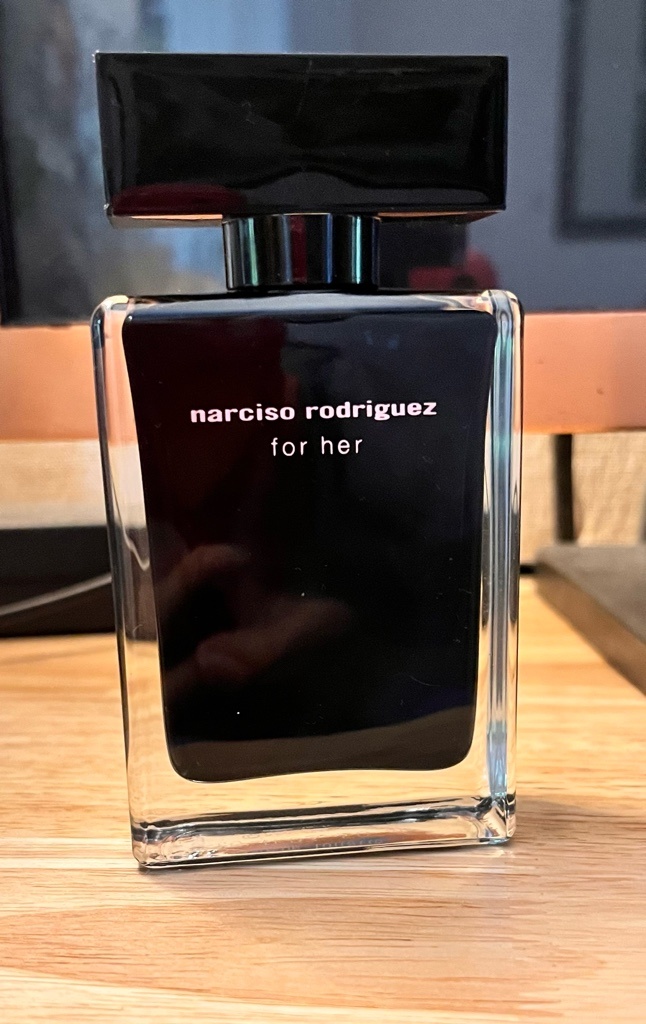 narciso rodriguez
for her